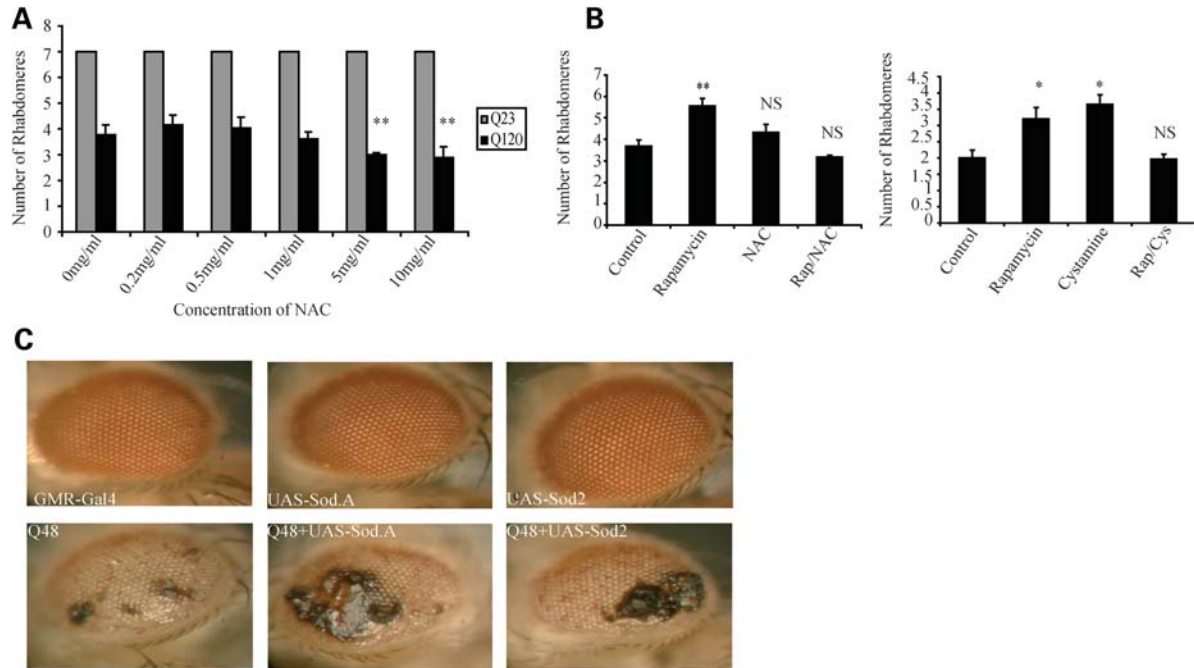 A
Number of Rhabdomeres
8
7
6
5
4
3
2
1
0
** **
Q23
Q120
0mg/ml
0.2mg/ml
0.5mg/ml
1mg/ml
5mg/ml
10mg/ml
Concentration of NAC
B
Number of Rhabdomeres
7
6
5
4
3
2
1
0
**
NS
NS
Control
Rapamycin
NAC
Rap/NAC
Number of Rhabdomeres
4.5
3.5
3
2.5
2
1.5
1
0.5
0
*
*
NS
Control
Rapamycin
Cystamine
Rap/Cys
C
GMR-Gal4
UAS-Sod.A
UAS-Sod2
Q48
Q48+UAS-Sod.A
Q48+UAS-Sod2